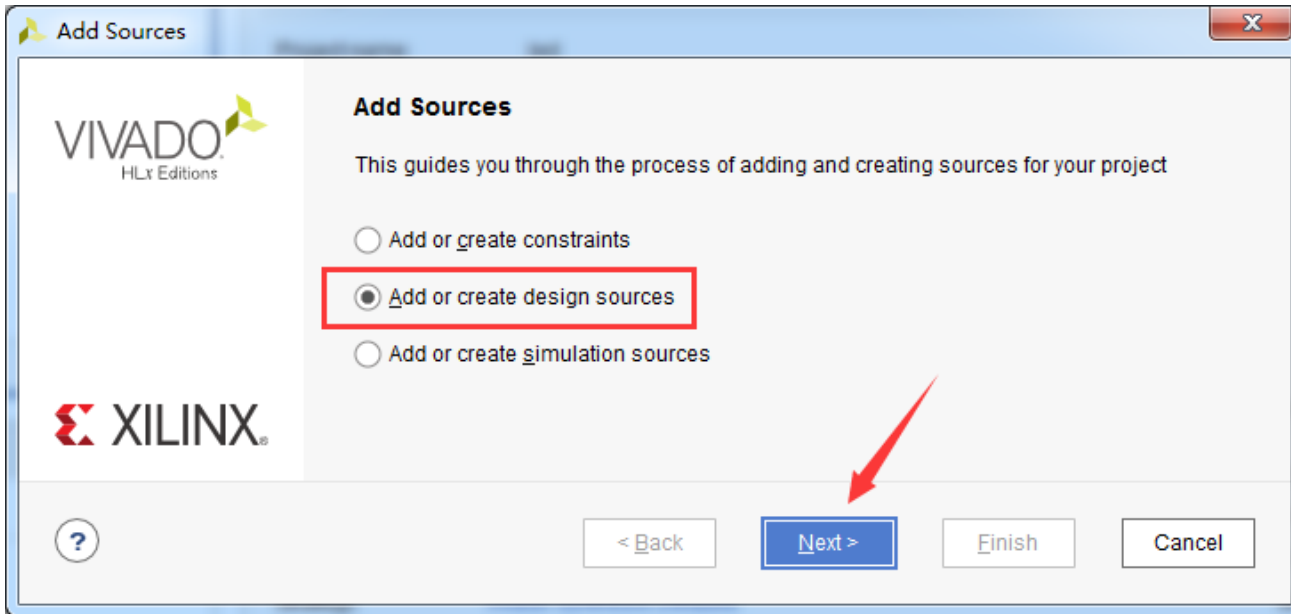 Add Sources
VIVADO
HLx Editions
Add Sources
This guides you through the process of adding and creating sources for your project
Add or create constraints
Add or create design sources
Add or create simulation sources
XILINX
?
< Back
Next >
Finish
Cancel